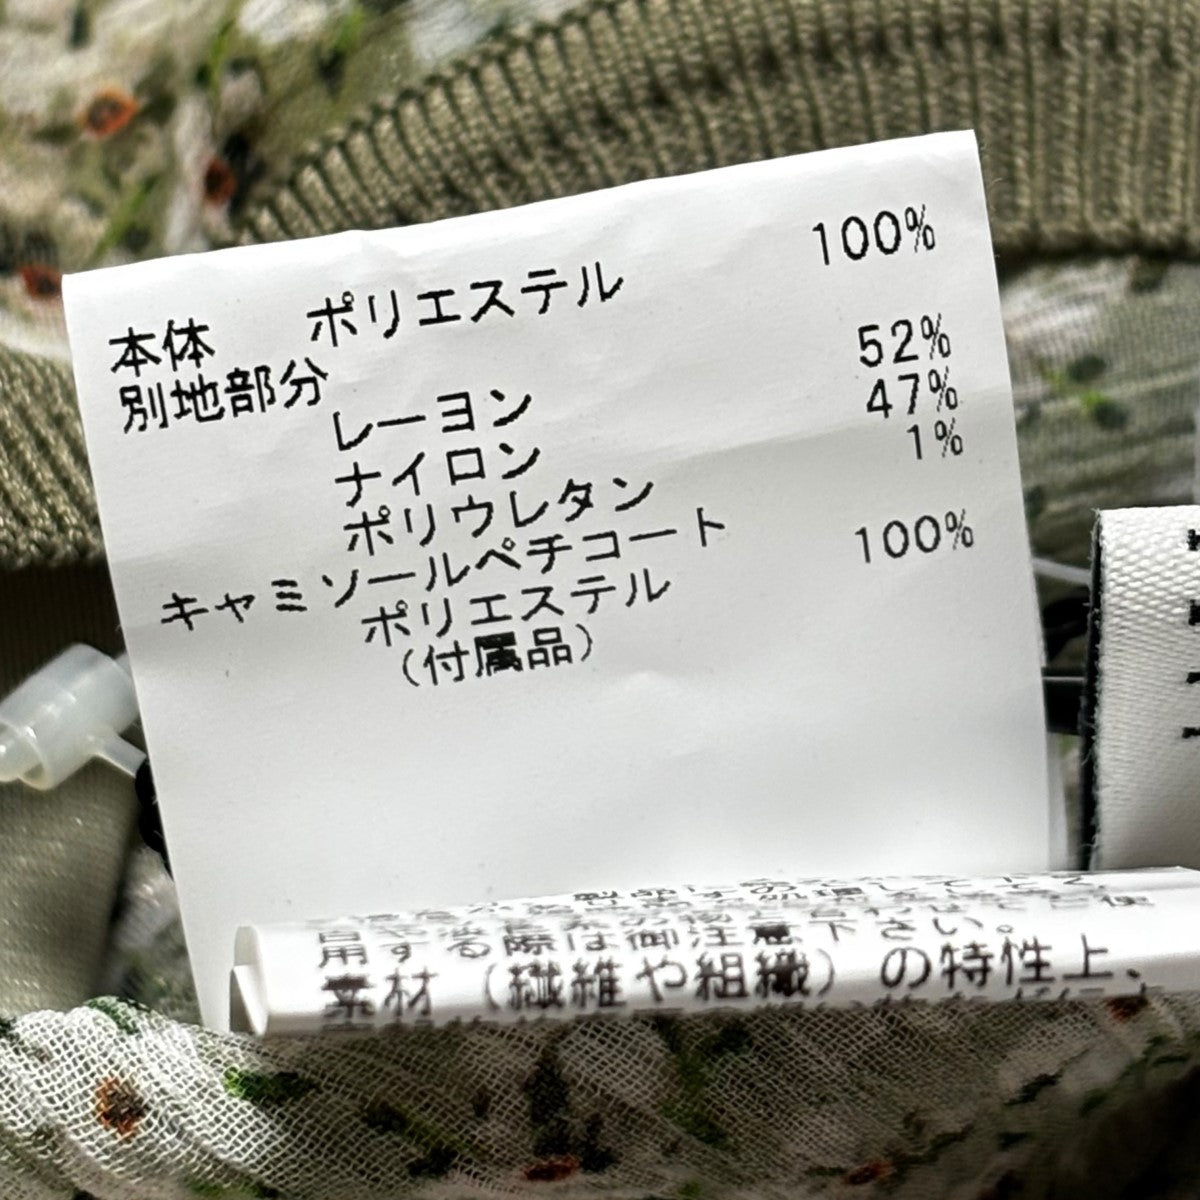 本体 ポリエステル 100%
別地部分
レーヨン 52%
ナイロン 47%
ポリウレタン 1%
キャミソールペチコート
ポリエステル 100%
(付属品)
用する際は御注意下さい。
素材(繊維や組織)の特性上、